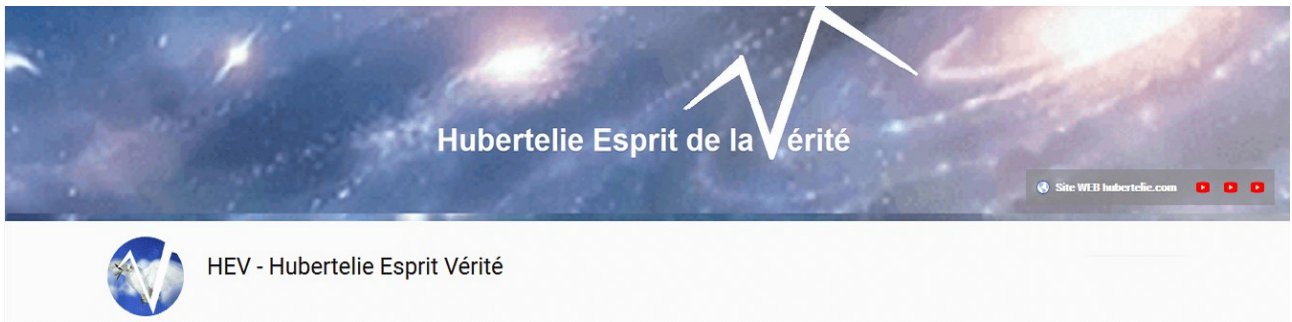 Hubertelie Esprit de la Vérité
Site WEB hubertelie.com
HEV - Hubertelie Esprit Vérité